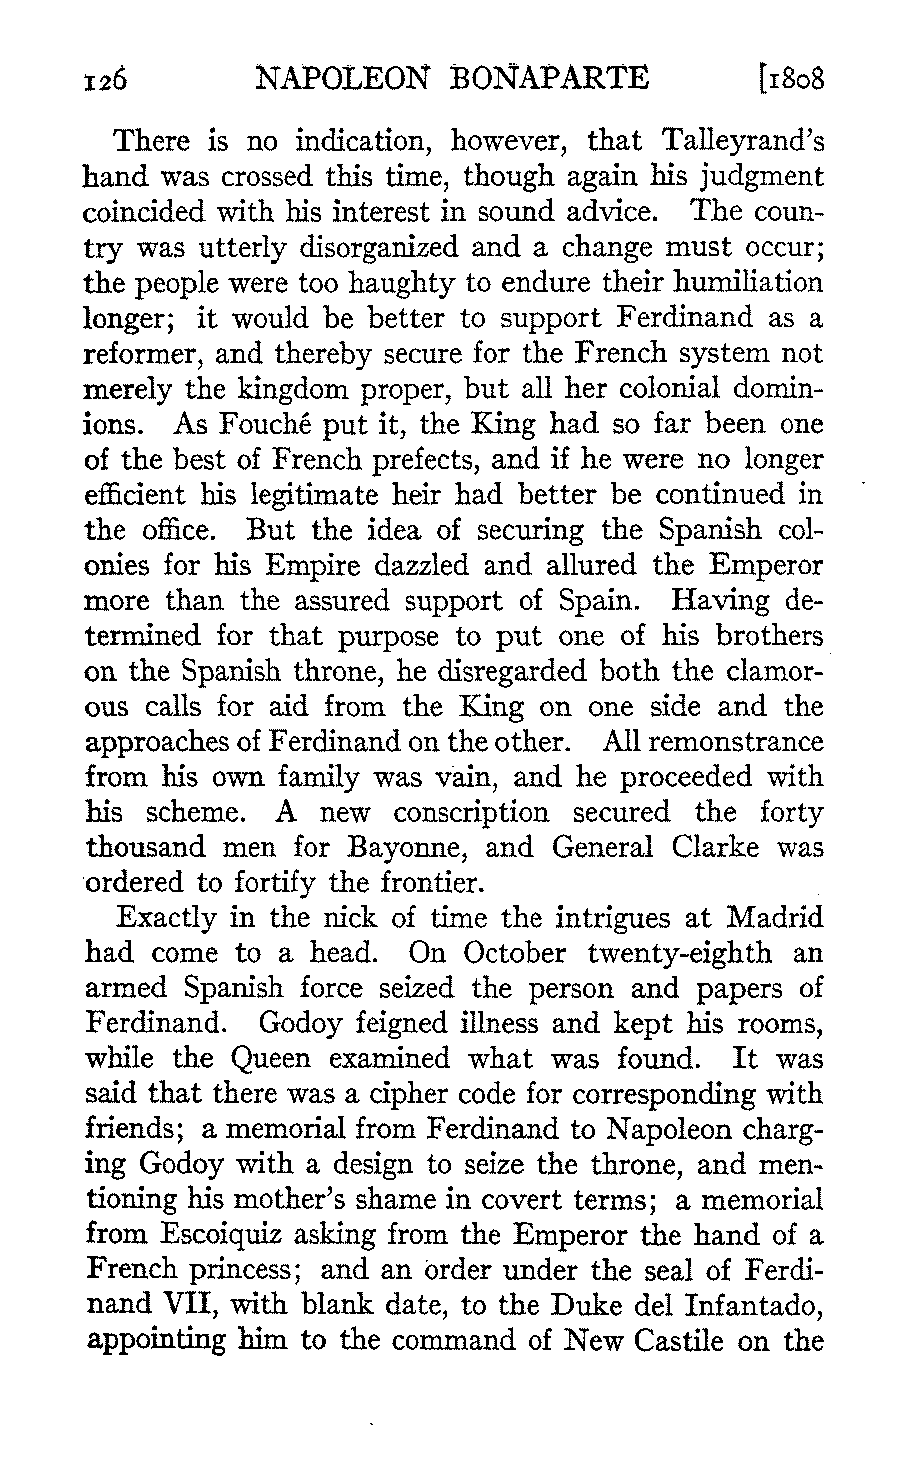 126 NAPOLEON BONAPARTE [1808
There is no indication, however, that Talleyrand's
hand was crossed this time, though again his judgment
coincided with his interest in sound advice. The coun-
try was utterly disorganized and a change must occur;
the people were too haughty to endure their humiliation
longer; it would be better to support Ferdinand as a
reformer, and thereby secure for the French system not
merely the kingdom proper, but all her colonial domin-
ions. As Fouché put it, the King had so far been one
of the best of French prefects, and if he were no longer
efficient his legitimate heir had better be continued in
the office. But the idea of securing the Spanish col-
onies for his Empire dazzled and allured the Emperor
more than the assured support of Spain. Having de-
termined for that purpose to put one of his brothers
on the Spanish throne, he disregarded both the clamor-
ous calls for aid from the King on one side and the
approaches of Ferdinand on the other. All remonstrance
from his own family was vain, and he proceeded with
his scheme. A new conscription secured the forty
thousand men for Bayonne, and General Clarke was
ordered to fortify the frontier.
Exactly in the nick of time the intrigues at Madrid
had come to a head. On October twenty-eighth an
armed Spanish force seized the person and papers of
Ferdinand. Godoy feigned illness and kept his rooms,
while the Queen examined what was found. It was
said that there was a cipher code for corresponding with
friends; a memorial from Ferdinand to Napoleon charg-
ing Godoy with a design to seize the throne, and men-
tioning his mother's shame in covert terms; a memorial
from Escoiquiz asking from the Emperor the hand of a
French princess; and an order under the seal of Ferdi-
nand VII, with blank date, to the Duke del Infantado,
appointing him to the command of New Castile on the